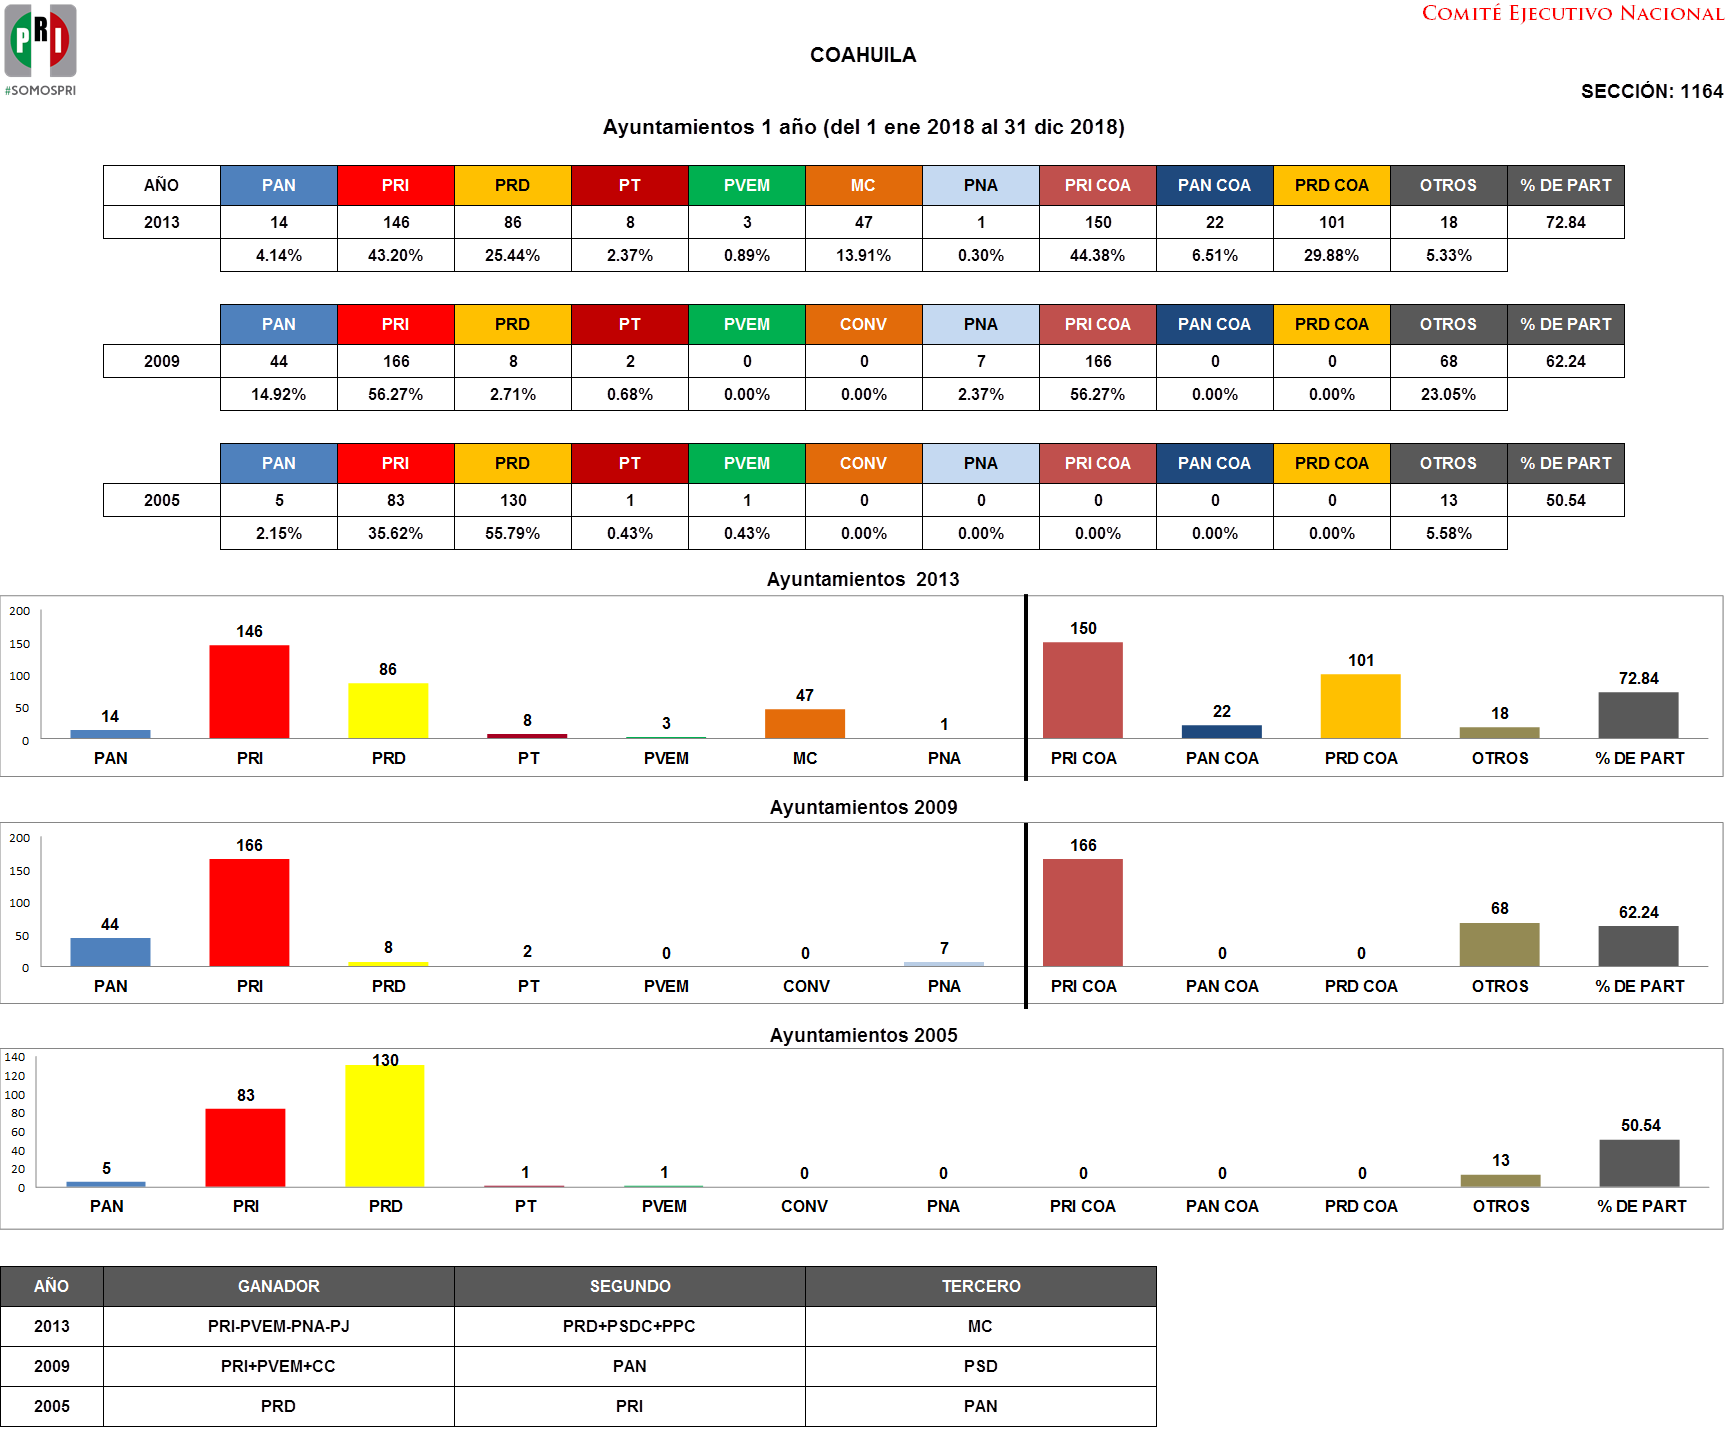 COMITÉ EJECUTIVO NACIONAL
PRI
#SOMOSPRI
COAHUILA
SECCIÓN: 1164
Ayuntamientos 1 año (del 1 ene 2018 al 31 dic 2018)
AÑO PAN PRI PRD PT PVEM MC PNA PRI COA PAN COA PRD COA OTROS % DE PART
2013 14 146 86 8 3 47 1 150 22 101 18 72.84
4.14% 43.20% 25.44% 2.37% 0.89% 13.91% 0.30% 44.38% 6.51% 29.88% 5.33%
PAN PRI PRD PT PVEM CONV PNA PRI COA PAN COA PRD COA OTROS % DE PART
2009 44 166 8 2 0 0 7 166 0 0 68 62.24
14.92% 56.27% 2.71% 0.68% 0.00% 0.00% 2.37% 56.27% 0.00% 0.00% 23.05%
PAN PRI PRD PT PVEM CONV PNA PRI COA PAN COA PRD COA OTROS % DE PART
2005 5 83 130 1 1 0 0 0 0 0 13 50.54
2.15% 35.62% 55.79% 0.43% 0.43% 0.00% 0.00% 0.00% 0.00% 0.00% 5.58%
Ayuntamientos 2013
200
150
100
50
0
14 146 86 8 3 47 1 150 22 101 18 72.84
PAN PRI PRD PT PVEM MC PNA PRI COA PAN COA PRD COA OTROS % DE PART
Ayuntamientos 2009
200
150
100
50
0
44 166 8 2 0 0 7 166 0 0 68 62.24
PAN PRI PRD PT PVEM CONV PNA PRI COA PAN COA PRD COA OTROS % DE PART
Ayuntamientos 2005
140
120
100
80
60
40
20
0
5 83 130 1 1 0 0 0 0 0 13 50.54
PAN PRI PRD PT PVEM CONV PNA PRI COA PAN COA PRD COA OTROS % DE PART
AÑO GANADOR SEGUNDO TERCERO
2013 PRI-PVEM-PNA-PJ PRD+PSDC+PPC MC
2009 PRI+PVEM+CC PAN PSD
2005 PRD PRI PAN